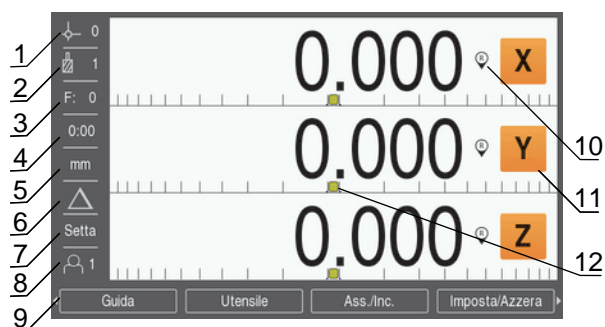 1 0 0.000 R X
2 1
3 F: 0 10
4 0:00 0.000 R Y
5 mm 11
6
7 Setta 0.000 R Z 12
8 1
9 Guida Utensile Ass./Inc. Imposta/Azzera